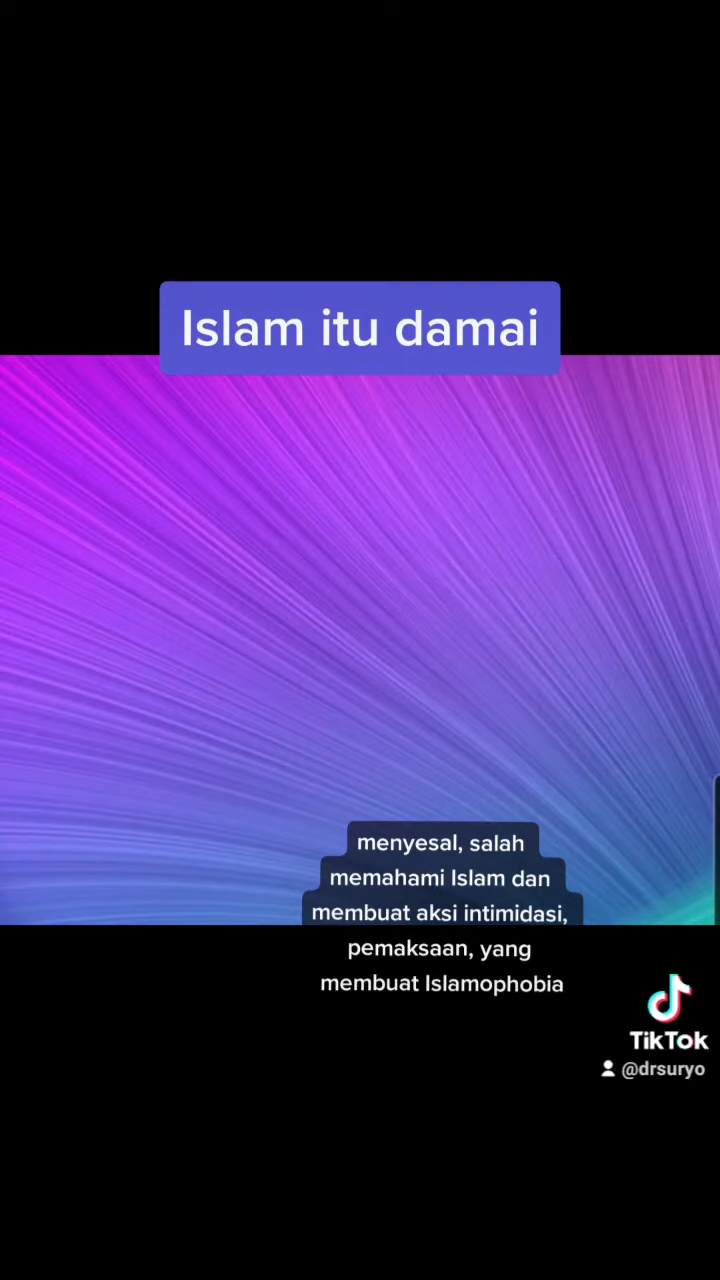 Islam itu damai
menyesal, salah
memahami Islam dan
membuat aksi intimidasi,
pemaksaan, yang
membuat Islamophobia
TikTok
@drsuryo